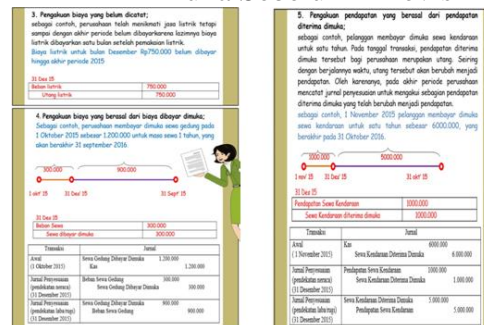 3. Pengakuan biaya yang belum dicatat;
sebagai contoh, perusahaan telah menikmati jasa listrik tetapi
sampai dengan akhir periode belum dibayarkarena lazimnya biaya
listrik dibayarkan satu bulan setelah pemakaian listrik.
Biaya listrik untuk bulan Desember Rp750.000 belum dibayar
hingga akhir periode 2015
31 Des 15
Beban listrik 750.000
Utang listrik 750.000
4. Pengakuan biaya yang berasal dari biaya dibayar dimuka;
Sebagai contoh, perusahaan membayar dimuka sewa gedung pada
1 Oktober 2015 sebesar 1.200.000 untuk masa sewa 1 tahun, yang
akan berakhir 31 september 2016
300.000 900.000
1 okt' 15 31 Des' 15 31 Sept' 15
31 Des 15
Beban Sewa 300.000
Sewa dibayar dimuka 300.000
Transaksi Jurnal
Awal Sewa Gedung Dibayar Dimuka 1.200.000
(1 Oktober 2015) Kas 1.200.000
Jurnal Penyesuaian Beban Sewa Gedung 300.000
(pendekatan neraca) Sewa Gedung Dibayar Dimuka 300.000
(31 Desember 2015)
Jurnal Penyesuaian Sewa Gedung Dibayar Dimuka 900.000
(pendekatan laba/rugi) Beban Sewa Gedung 900.000
(31 Desember 2015)
5. Pengakuan pendapatan yang berasal dari pendapatan
diterima dimuka;
sebagai contoh, pelanggan membayar dimuka sewa kendaraan
untuk satu tahun. Pada tanggal transaksi, pendapatan diterima
dimuka tersebut bagi perusahaan merupakan utang. Seiring
dengan berjalannya waktu, utang tersebut akan berubah menjadi
pendapatan. Oleh karenanya, pada akhir periode perusahaan
mencatat jurnal penyesuaian untuk mengakui sebagian pendapatan
diterima dimuka yang telah berubah menjadi pendapatan.
sebagai contoh, 1 November 2015 pelanggan membayar dimuka
sewa kendaraan untuk satu tahun sebesar 6000.000, yang
berakhir pada 31 Oktober 2016.
1000.000 5000.000
1 nov' 15 31 Des' 15 31 okt' 15
31 Des 15
Pendapatan Sewa Kendaraan 1000.000
Sewa Kendaraan diterima dimuka 1000.000
Transaksi Jurnal
Awal Kas 6000.000
(1 November 2015) Sewa Kendaraan Diterima Dimuka 6.000.000
Jurnal Penyesuaian Pendapatan Sewa Kendaraan 1000.000
(pendekatan neraca) Sewa Kendaraan Diterima Dimuka 1.000.000
(31 Desember 2015)
Jurnal Penyesuaian Sewa Kendaraan Diterima Dimuka 5.000.000
(pendekatan laba/rugi) Pendapatan Sewa Kendaraan 5.000.000
(31 Desember 2015)